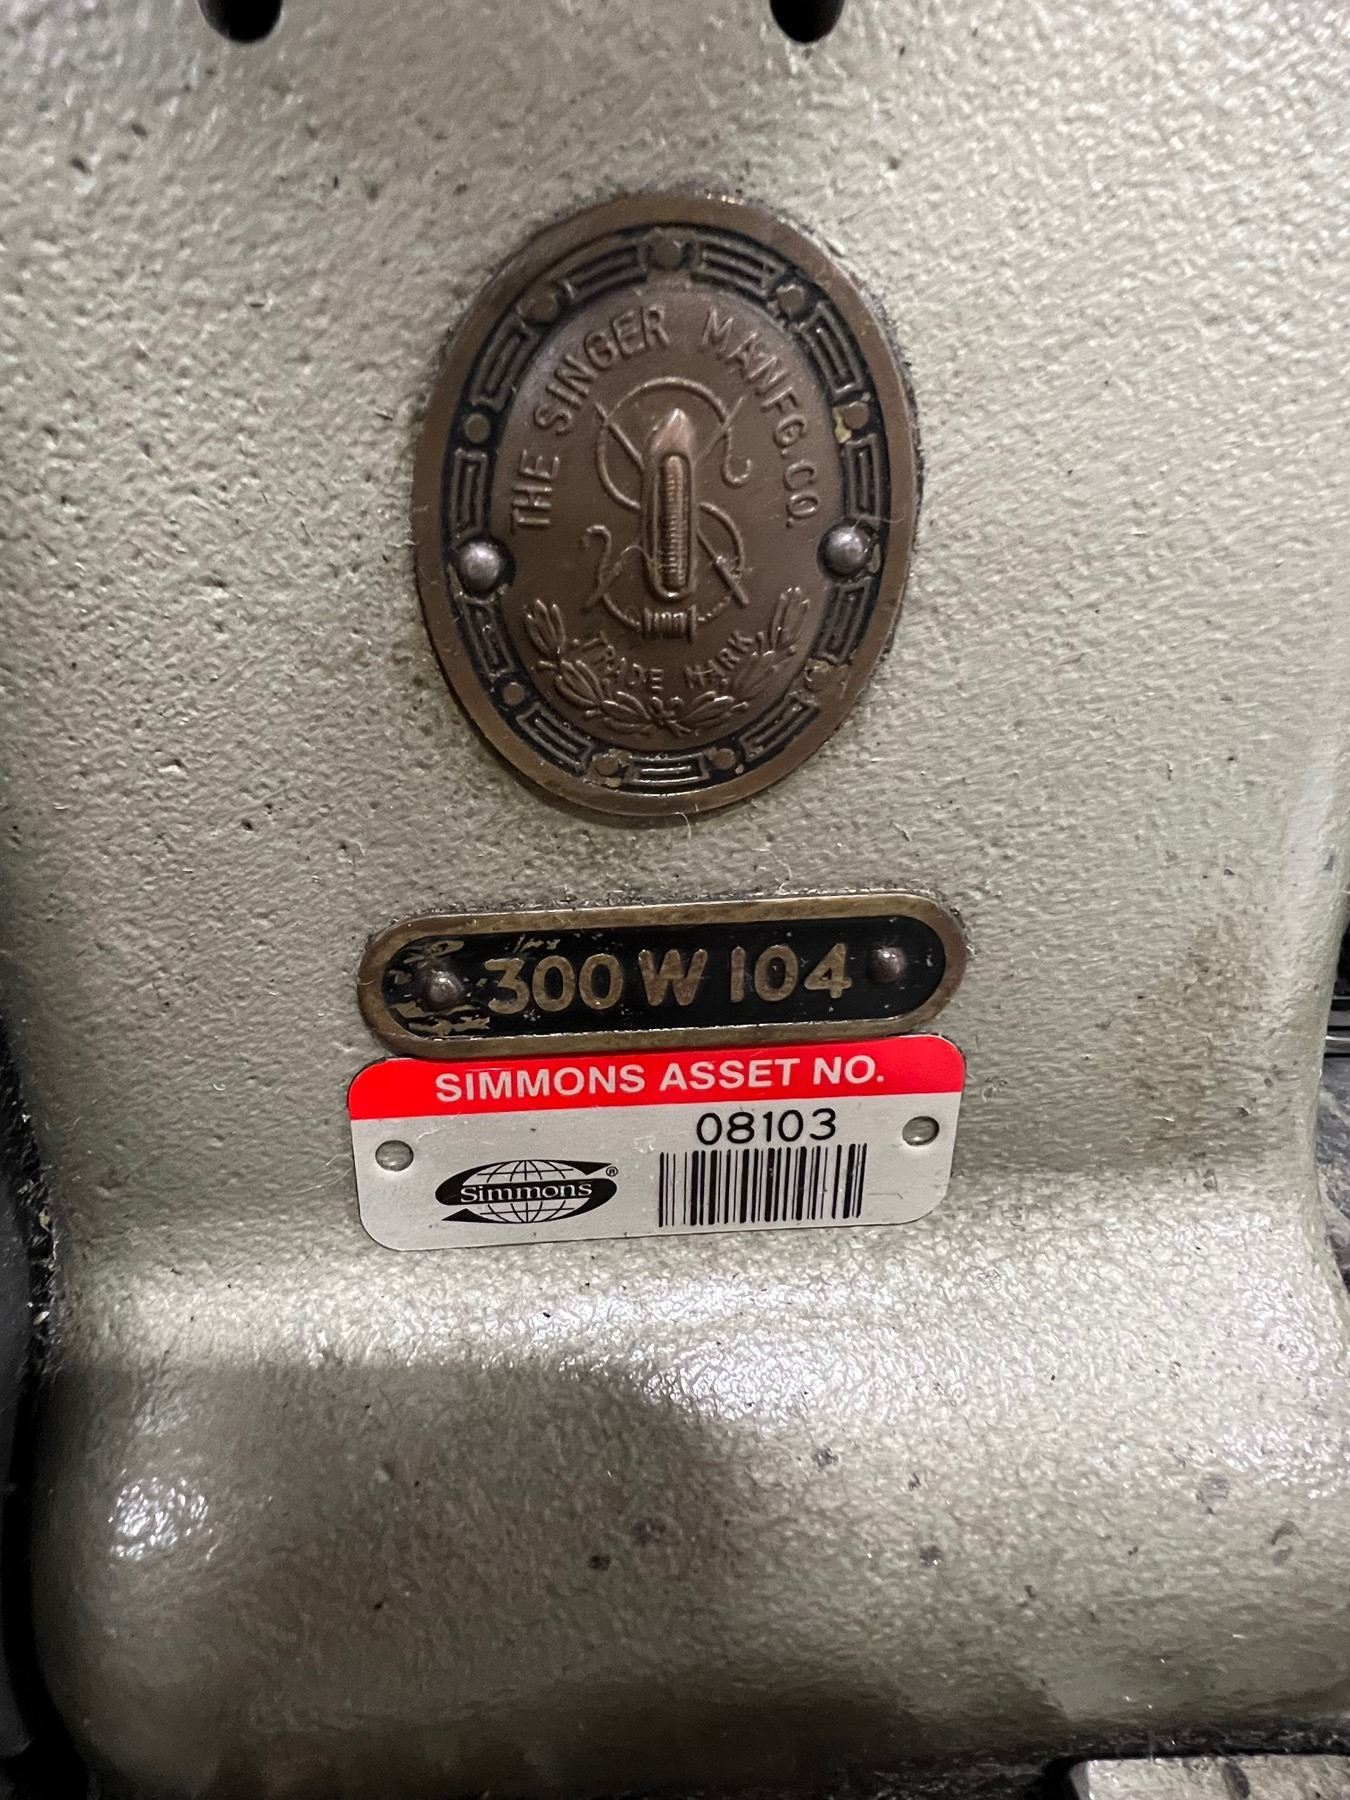 THE SINGER MANFG. CO.
TRADE MARK
300 W 104
SIMMONS ASSET NO.
08103
Simmons®